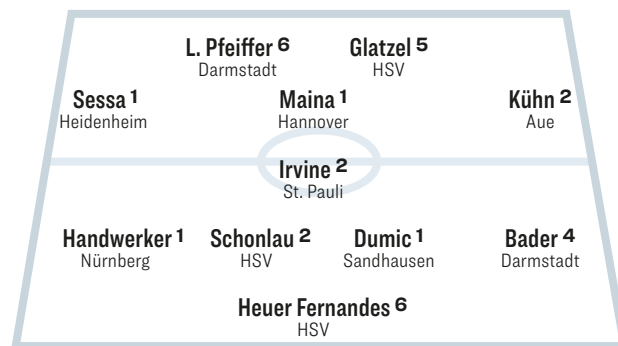 L. Pfeiffer 6 Glatzel 5
Darmstadt HSV
Sessa 1 Maina 1 Kühn 2
Heidenheim Hannover Aue
Irvine 2
St. Pauli
Handwerker 1 Schonlau 2 Dumic 1 Bader 4
Nürnberg HSV Sandhausen Darmstadt
Heuer Fernandes 6
HSV